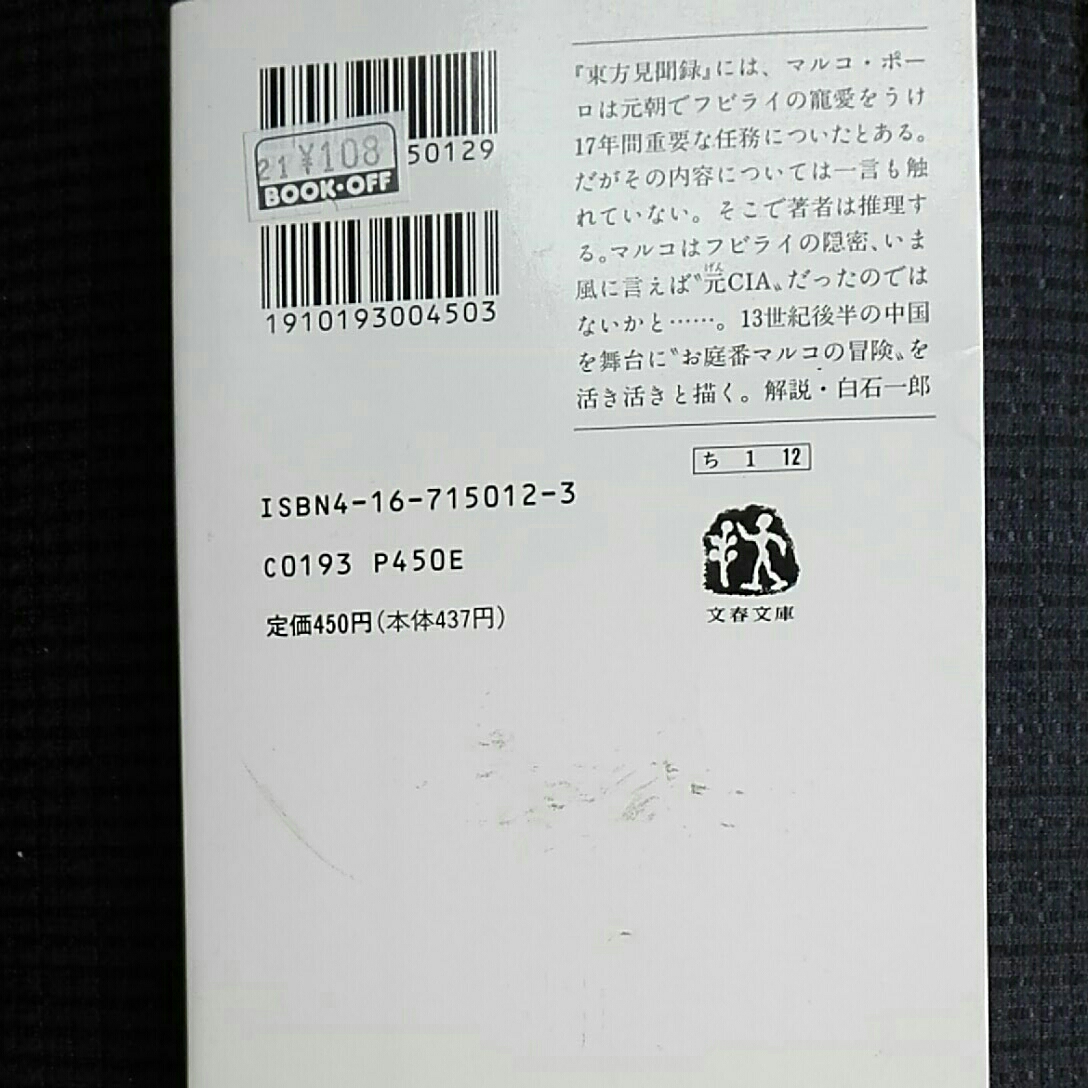 21 ¥108
BOOK・OFF
50129
1910193004503
『東方見聞録』には、マルコ・ポー
ロは元朝でフビライの寵愛をうけ
17年間重要な任務についたとある。
だがその内容については一言も触
れていない。そこで著者は推理す
る。マルコはフビライの隠密、いま
げん
風に言えば〝元CIA〟だったのでは
ないかと……。13世紀後半の中国
を舞台に〝お庭番マルコの冒険〟を
活き活きと描く。解説・白石一郎
ち 1 12
ISBN4-16-715012-3
C0193 P450E
定価450円(本体437円)
文春文庫